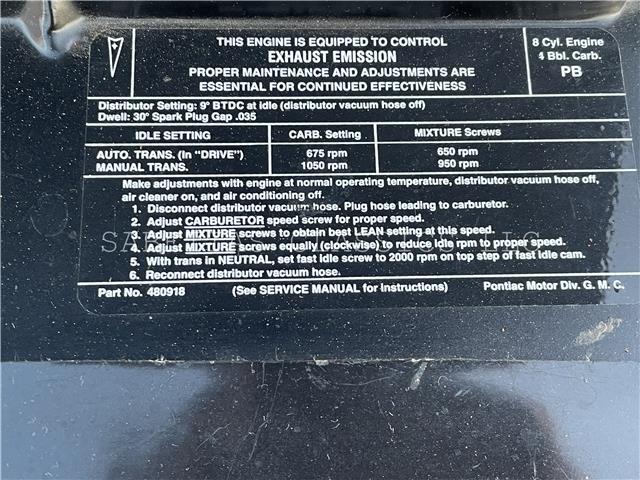 THIS ENGINE IS EQUIPPED TO CONTROL
EXHAUST EMISSION
PROPER MAINTENANCE AND ADJUSTMENTS ARE
ESSENTIAL FOR CONTINUED EFFECTIVENESS
8 Cyl. Engine
4 Bbl. Carb.
PB
Distributor Setting: 9° BTDC at idle (distributor vacuum hose off)
Dwell: 30° Spark Plug Gap .035
IDLE SETTING CARB. Setting MIXTURE Screws
AUTO. TRANS. (In "DRIVE") 675 rpm 650 rpm
MANUAL TRANS. 1050 rpm 950 rpm
Make adjustments with engine at normal operating temperature, distributor vacuum hose off,
air cleaner on, and air conditioning off.
1. Disconnect distributor vacuum hose. Plug hose leading to carburetor.
2. Adjust CARBURETOR speed screw for proper speed.
3. Adjust MIXTURE screws to obtain best LEAN setting at this speed.
4. Adjust MIXTURE screws equally (clockwise) to reduce idle rpm to proper speed.
5. With trans in NEUTRAL, set fast idle screw to 2000 rpm on top step of fast idle cam.
6. Reconnect distributor vacuum hose.
Part No. 480918 (See SERVICE MANUAL for instructions) Pontiac Motor Div. G. M. C.